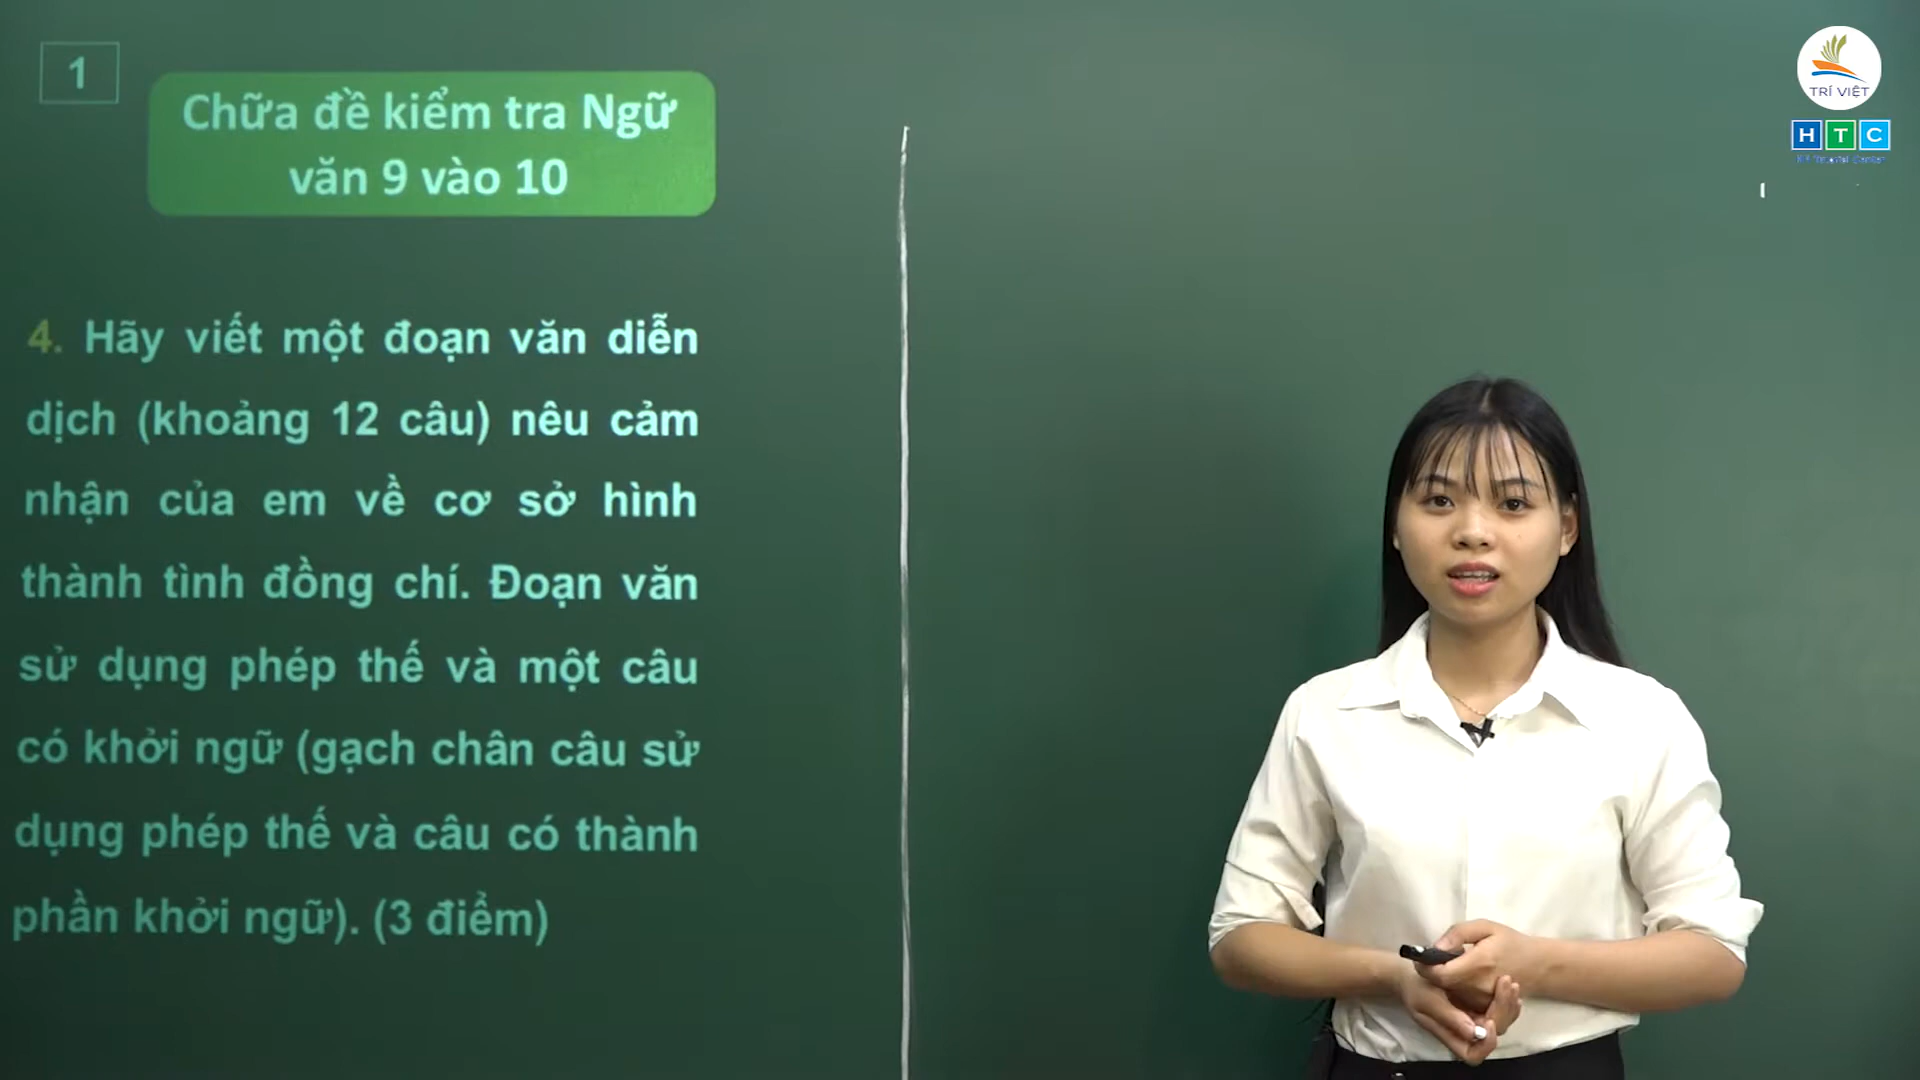 1
Chữa đề kiểm tra Ngữ
văn 9 vào 10
4. Hãy viết một đoạn văn diễn
dịch (khoảng 12 câu) nêu cảm
nhận của em về cơ sở hình
thành tình đồng chí. Đoạn văn
sử dụng phép thế và một câu
có khởi ngữ (gạch chân câu sử
dụng phép thế và câu có thành
phần khởi ngữ). (3 điểm)
TRÍ VIỆT
HTC